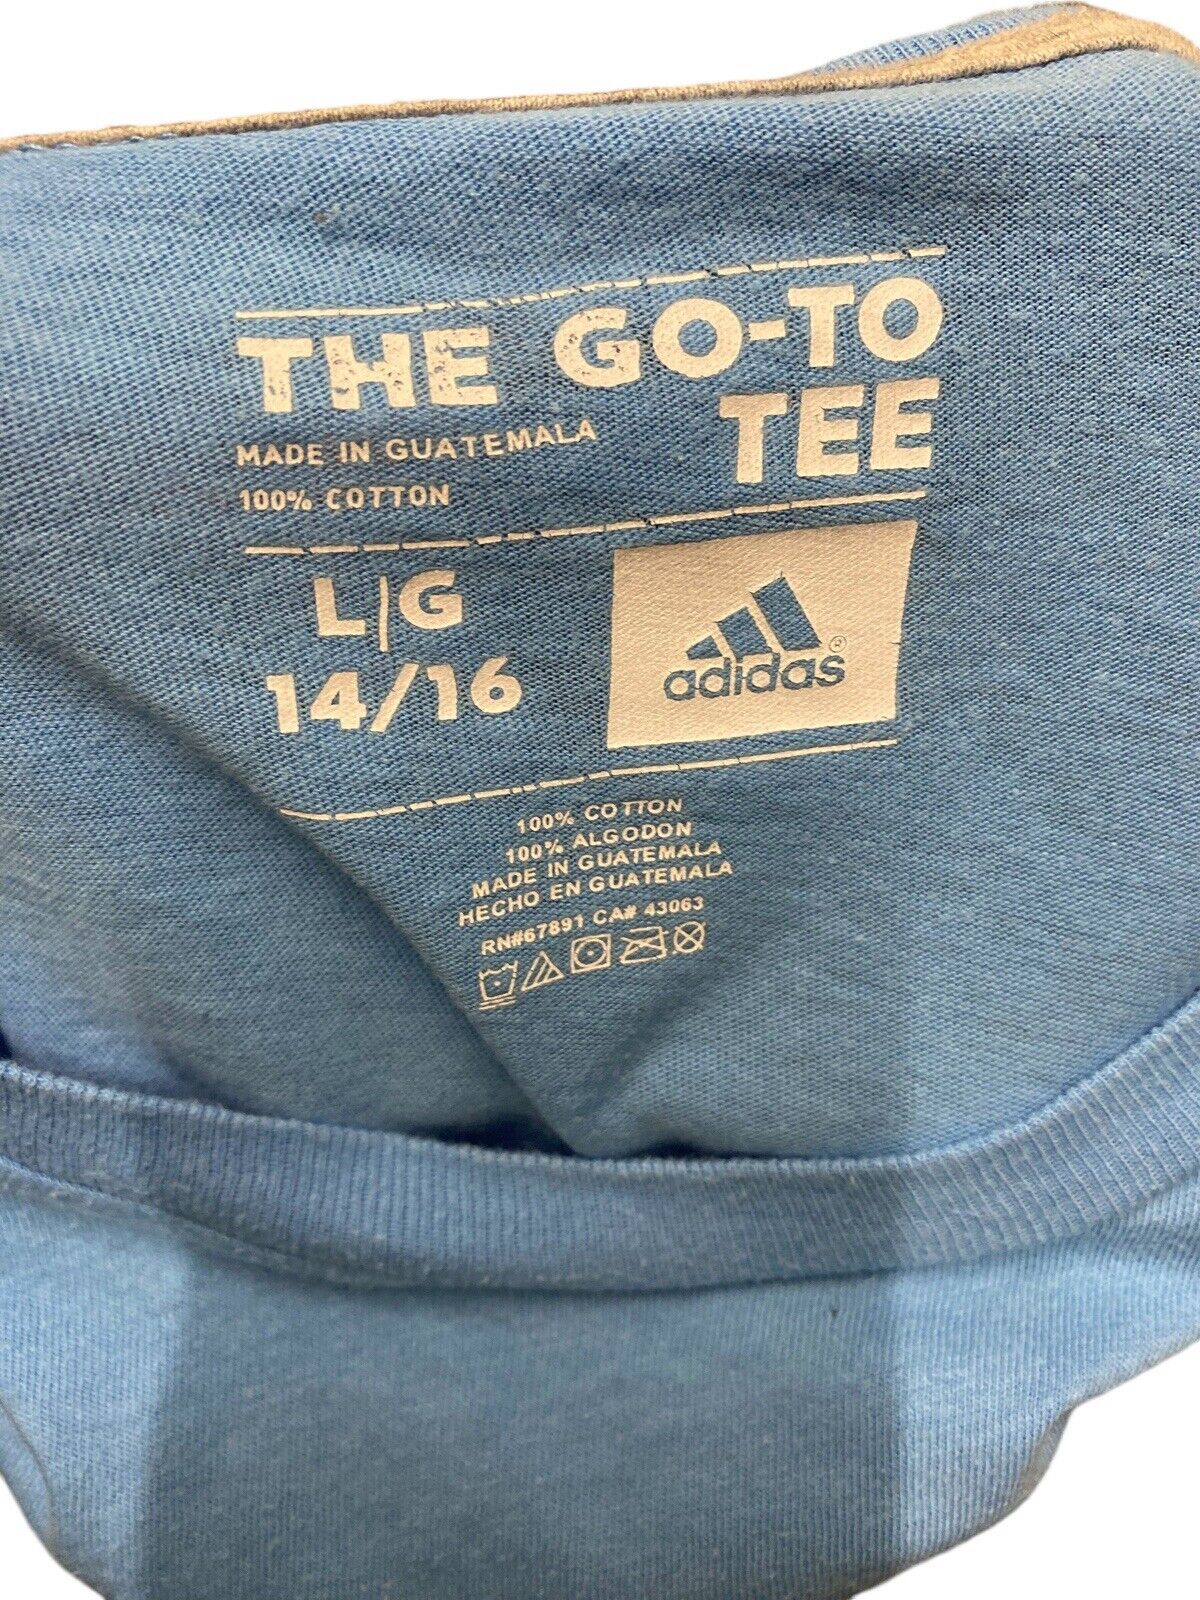 THE GO-TO
TEE
MADE IN GUATEMALA
100% COTTON
L|G
14/16
adidas®
100% COTTON
100% ALGODON
MADE IN GUATEMALA
HECHO EN GUATEMALA
RN#67891 CA# 43063